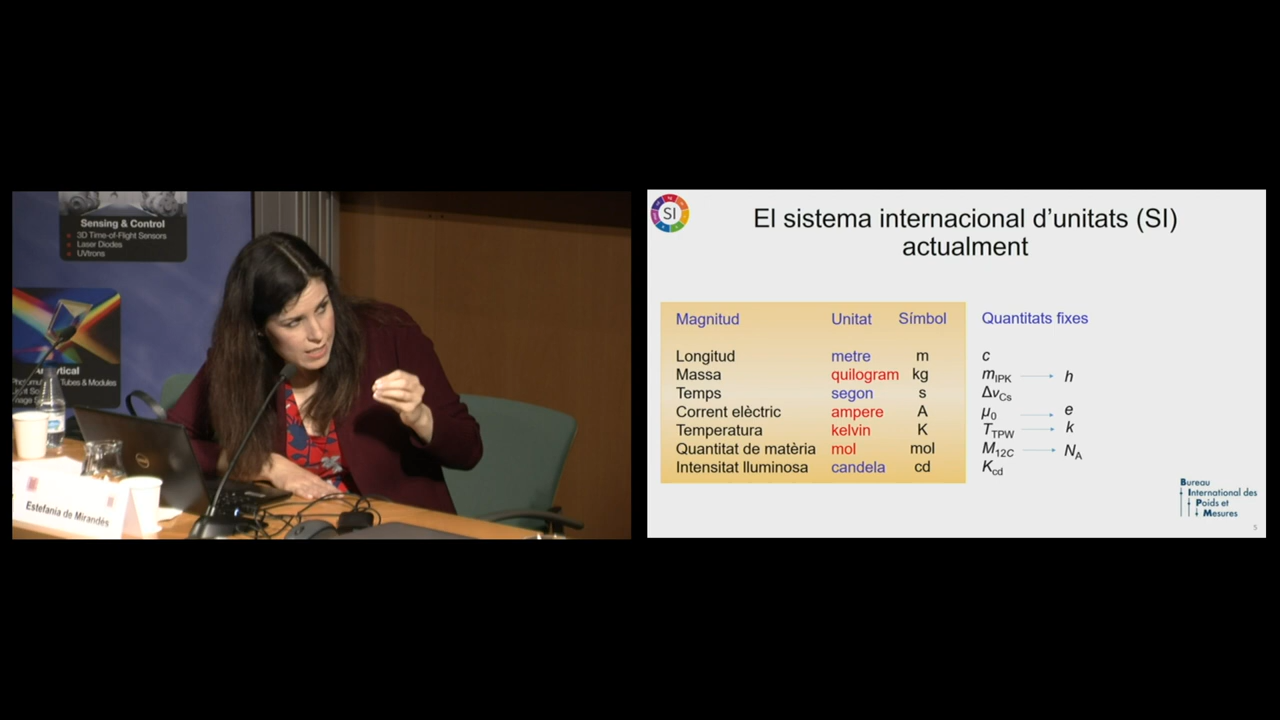 Sensing & Control
3D Time-of-Flight Sensors
Laser Diodes
UVtrons
Tubes & Modules
Estefania de Mirandés
SI
El sistema internacional d'unitats (SI)
actualment
Magnitud Unitat Símbol Quantitats fixes
Longitud metre m c
Massa quilogram kg mIPK → h
Temps segon s ΔνCs
Corrent elèctric ampere A μ0 → e
Temperatura kelvin K TTPW → k
Quantitat de matèria mol mol M12C → NA
Intensitat lluminosa candela cd Kcd
Bureau
International des
Poids et
Mesures
5